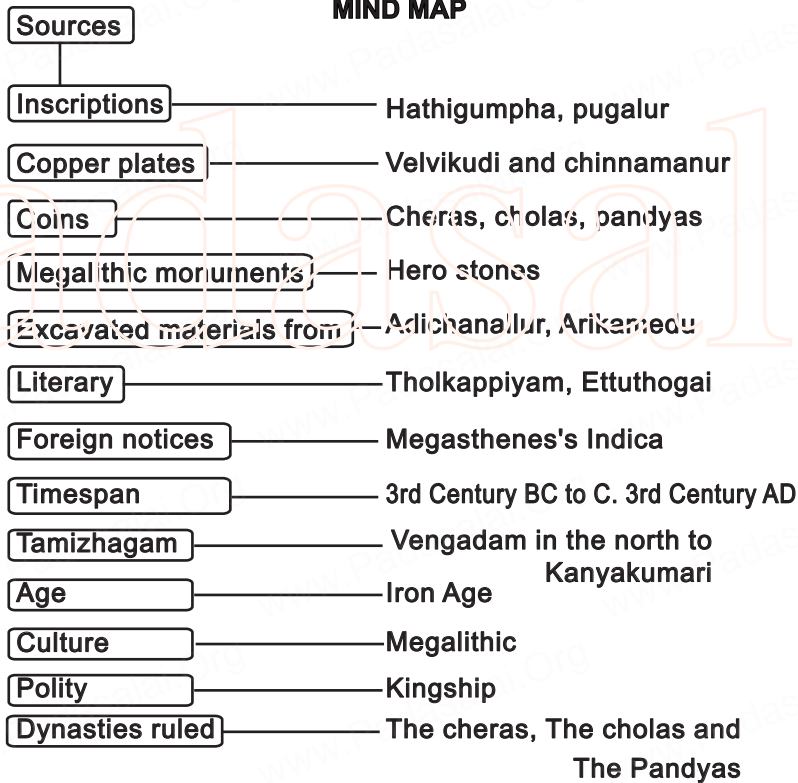 MIND MAP
Sources
Inscriptions Hathigumpha, pugalur
Copper plates Velvikudi and chinnamanur
Coins Cheras, cholas, pandyas
Megalithic monuments Hero stones
Excavated materials from Adichanallur, Arikamedu
Literary Tholkappiyam, Ettuthogai
Foreign notices Megasthenes's Indica
Timespan 3rd Century BC to C. 3rd Century AD
Tamizhagam Vengadam in the north to
Kanyakumari
Age Iron Age
Culture Megalithic
Polity Kingship
Dynasties ruled The cheras, The cholas and
The Pandyas